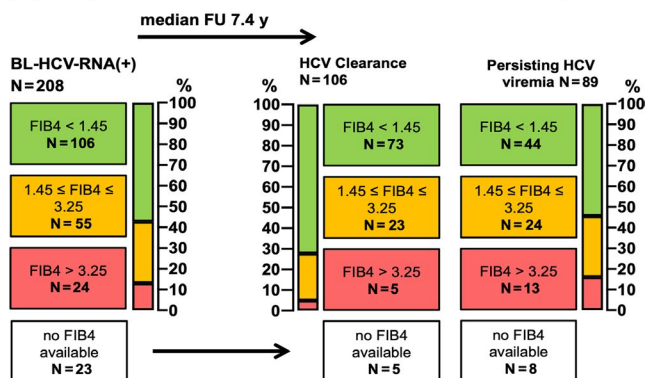 median FU 7.4 y
BL-HCV-RNA(+)
N=208
%
FIB4 < 1.45
N=106
1.45 ≤ FIB4 ≤
3.25
N=55
FIB4 > 3.25
N=24
no FIB4
available
N=23
100
90
80
70
60
50
40
30
20
10
0
HCV Clearance
N=106
%
100
90
80
70
60
50
40
30
20
10
0
FIB4 < 1.45
N=73
1.45 ≤ FIB4 ≤
3.25
N=23
FIB4 > 3.25
N=5
no FIB4
available
N=5
Persisting HCV
viremia N=89
%
FIB4 < 1.45
N=44
1.45 ≤ FIB4 ≤
3.25
N=24
FIB4 > 3.25
N=13
no FIB4
available
N=8
100
90
80
70
60
50
40
30
20
10
0